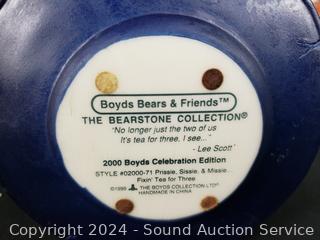 Boyds Bears & Friends™
THE BEARSTONE COLLECTION®
"No longer just the two of us
It's tea for three, I see..."
- Lee Scott
2000 Boyds Celebration Edition
STYLE #02000-71 Prissie, Sissie, & Missie...
Fixin' Tea for Three
©1999 THE BOYDS COLLECTION LTD®
HANDMADE IN CHINA
Copyright 2024 - Sound Auction Service